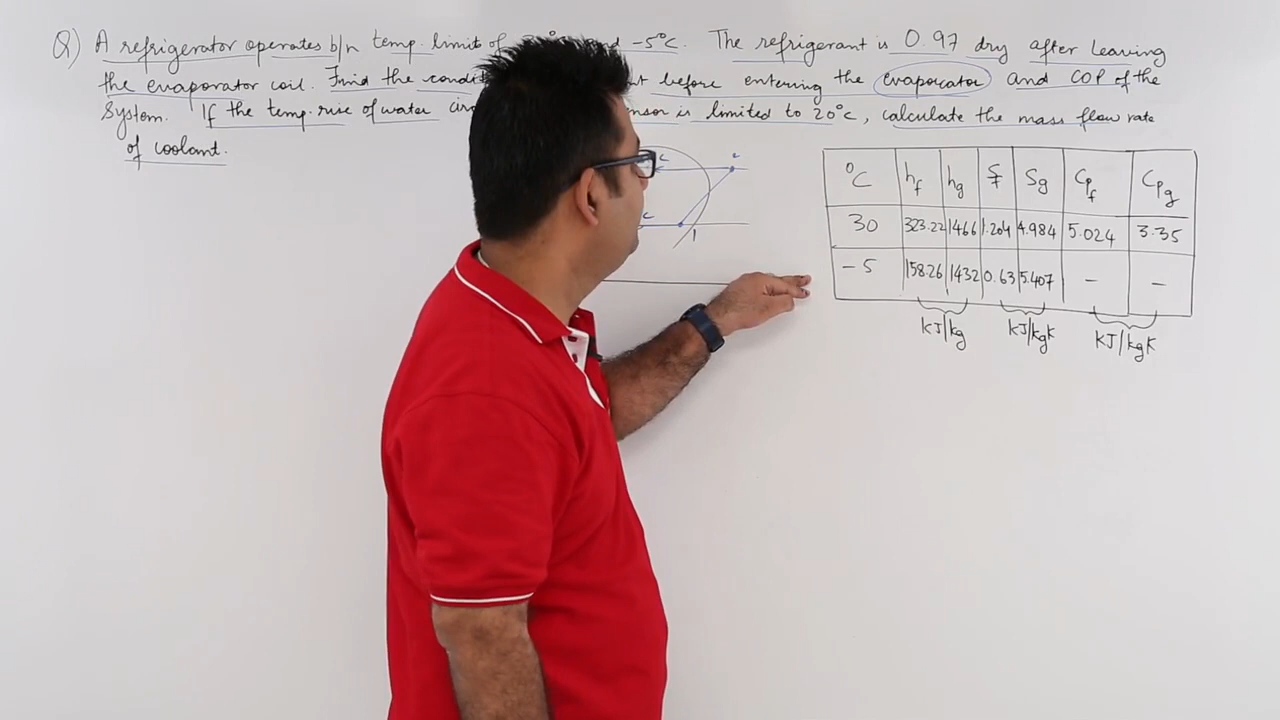 Q) A refrigerator operates b/n temp. limit of and -5°C. The refrigerant is 0.97 dry after leaving
the evaporator coil. Find the before entering the evaporator and COP of the
System. If the temp. rise of water is limited to 20°C, calculate the mass flow rate
of coolant.
°C hf hg Sf Sg Cpf Cpg
30 323.22 1466 1.204 4.984 5.024 3.35
-5 158.26 1432 0.63 5.407 - -
kJ/kg kJ/kgK kJ/kgK
1